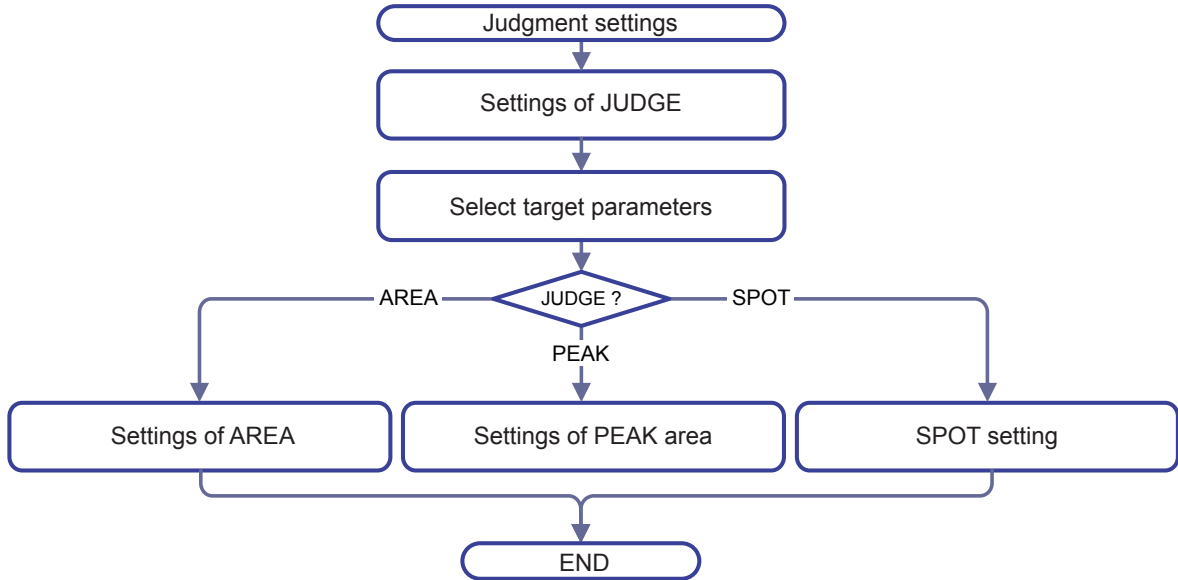 Judgment settings
Settings of JUDGE
Select target parameters
AREA
JUDGE ?
SPOT
PEAK
Settings of AREA
Settings of PEAK area
SPOT setting
END